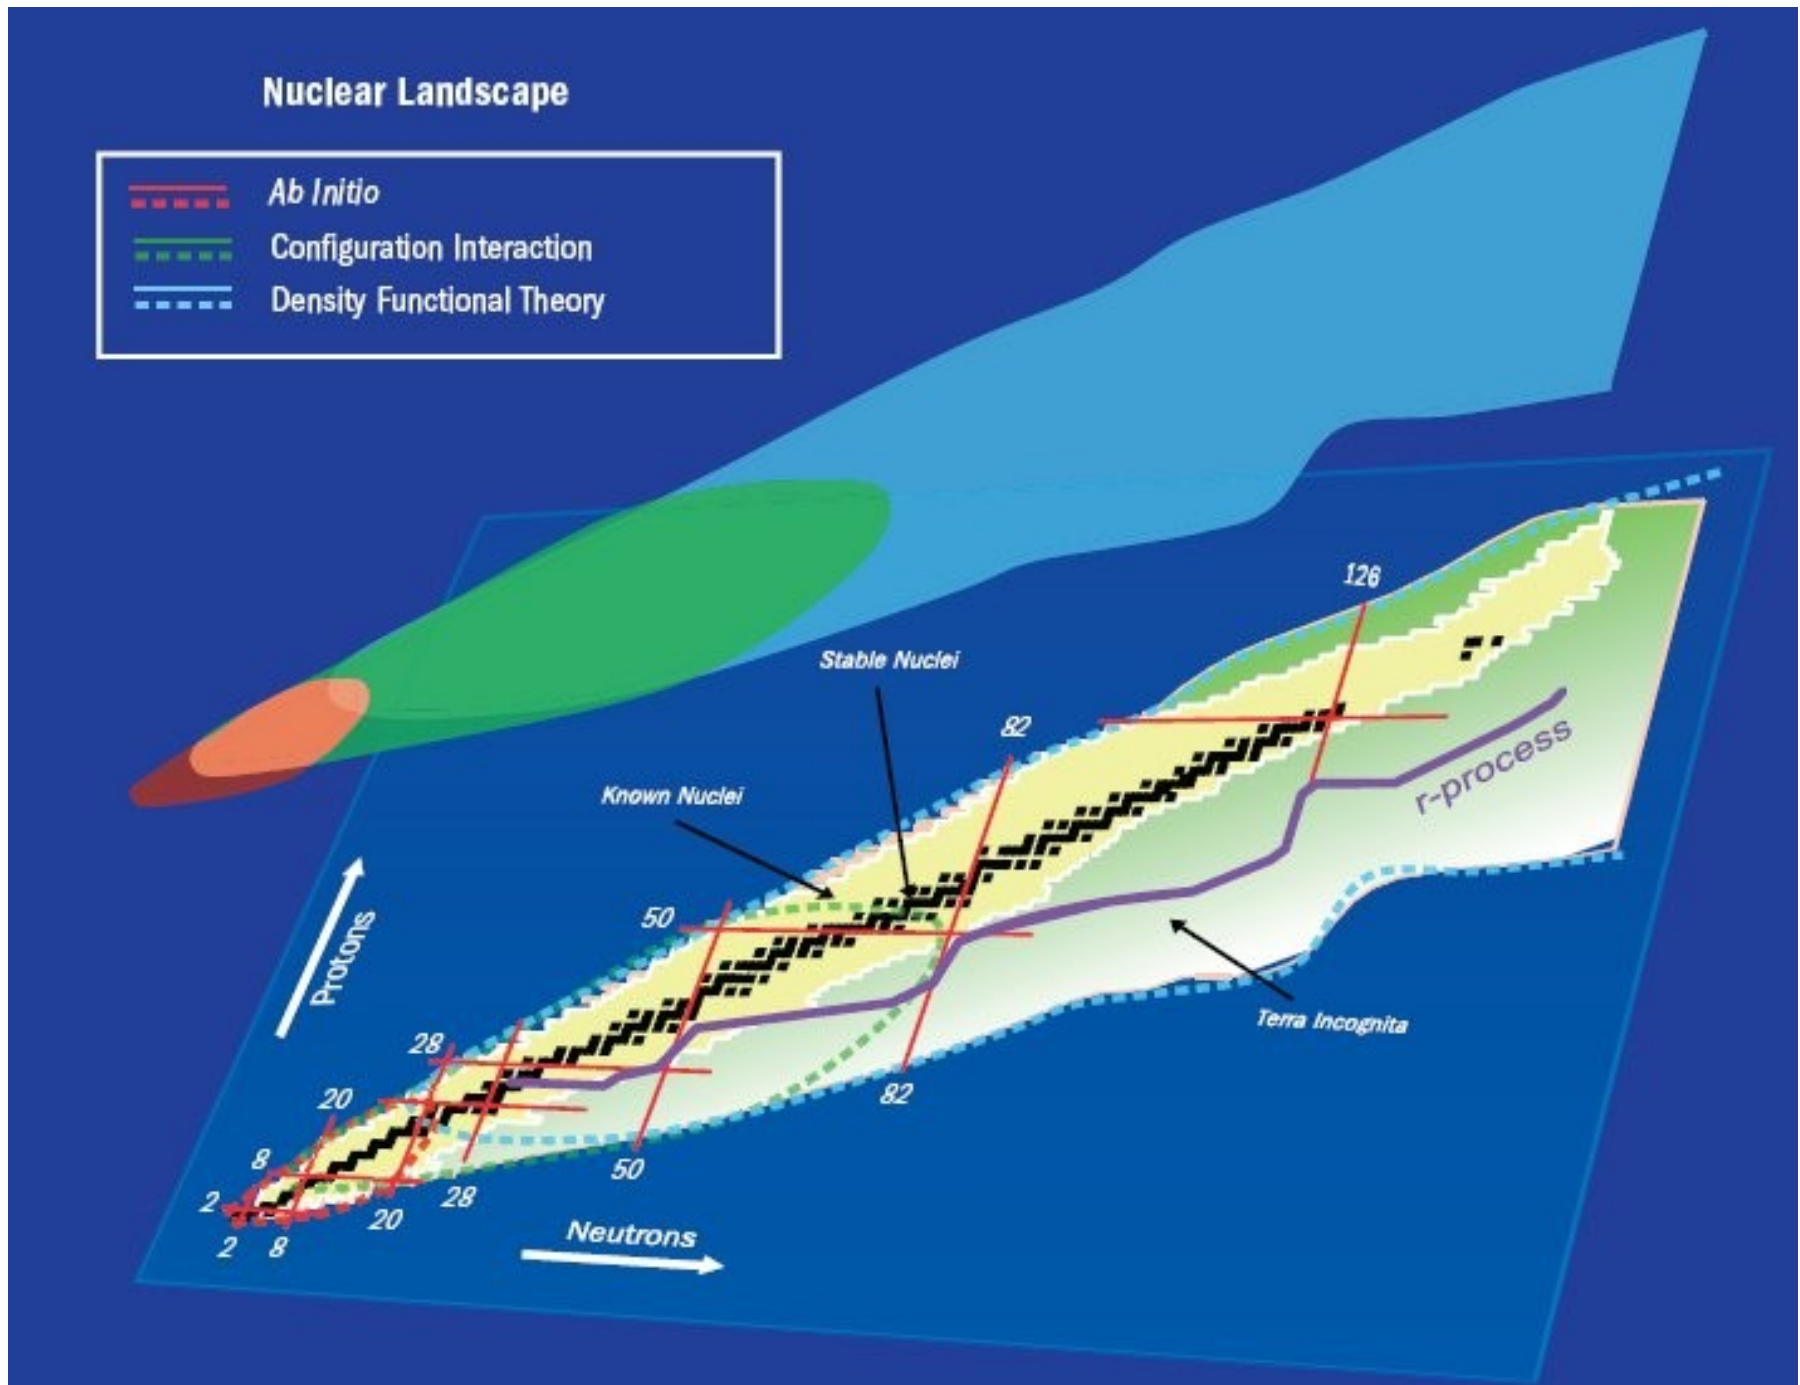 Nuclear Landscape
Ab Initio
Configuration Interaction
Density Functional Theory
126
Stable Nuclei
82
r-process
Known Nuclei
50
Protons
Terra Incognita
28
82
20
8
50
28
2
20
Neutrons
2
8